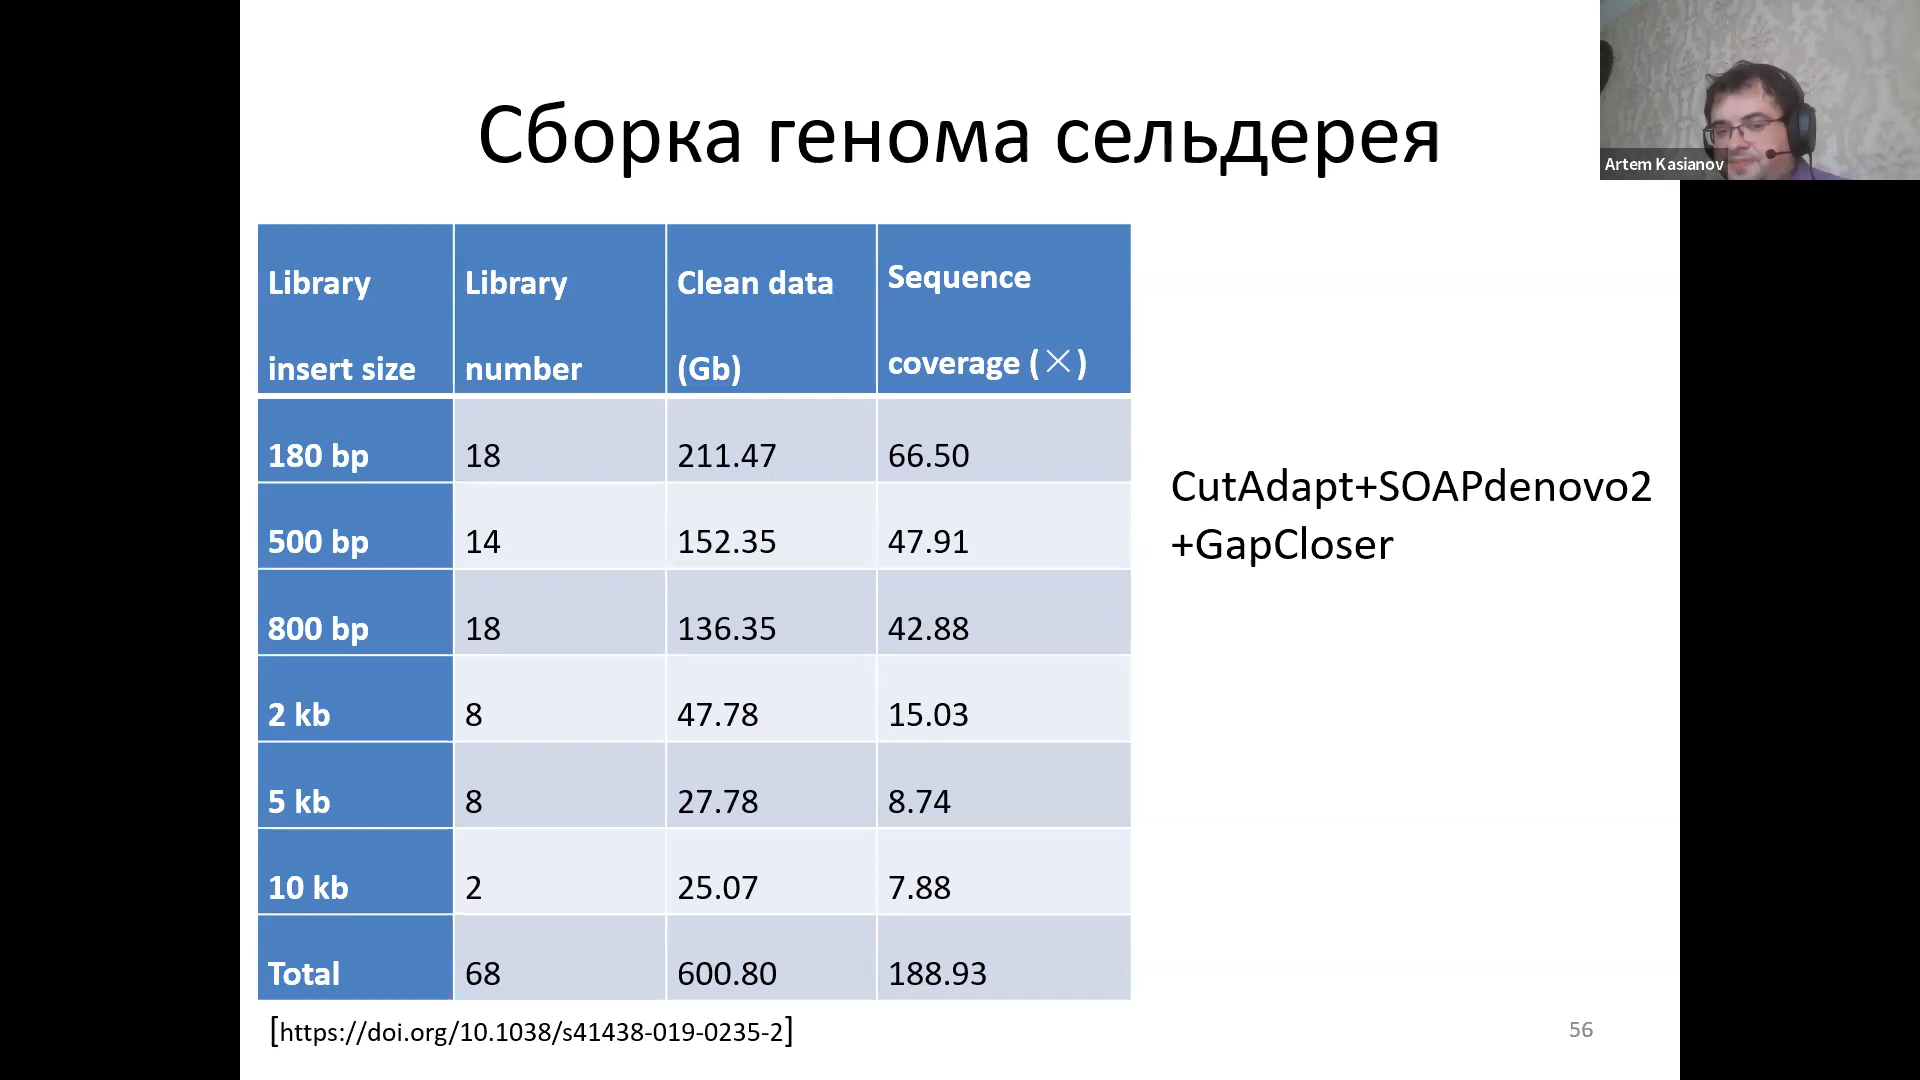 Сборка генома сельдерея
Artem Kasianov
Library insert size | Library number | Clean data (Gb) | Sequence coverage (×)
180 bp | 18 | 211.47 | 66.50
500 bp | 14 | 152.35 | 47.91
800 bp | 18 | 136.35 | 42.88
2 kb | 8 | 47.78 | 15.03
5 kb | 8 | 27.78 | 8.74
10 kb | 2 | 25.07 | 7.88
Total | 68 | 600.80 | 188.93
CutAdapt+SOAPdenovo2
+GapCloser
[https://doi.org/10.1038/s41438-019-0235-2]
56